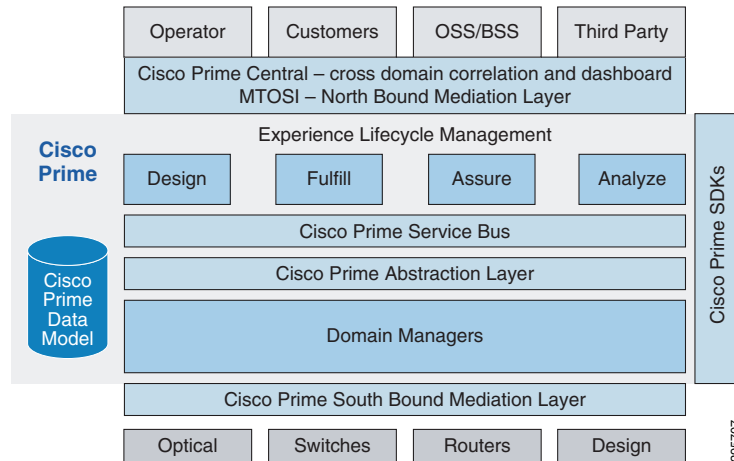 Operator
Customers
OSS/BSS
Third Party
Cisco Prime Central – cross domain correlation and dashboard
MTOSI – North Bound Mediation Layer
Cisco
Prime
Experience Lifecycle Management
Design
Fulfill
Assure
Analyze
Cisco Prime Service Bus
Cisco Prime Abstraction Layer
Cisco
Prime
Data
Model
Domain Managers
Cisco Prime SDKs
Cisco Prime South Bound Mediation Layer
Optical
Switches
Routers
Design